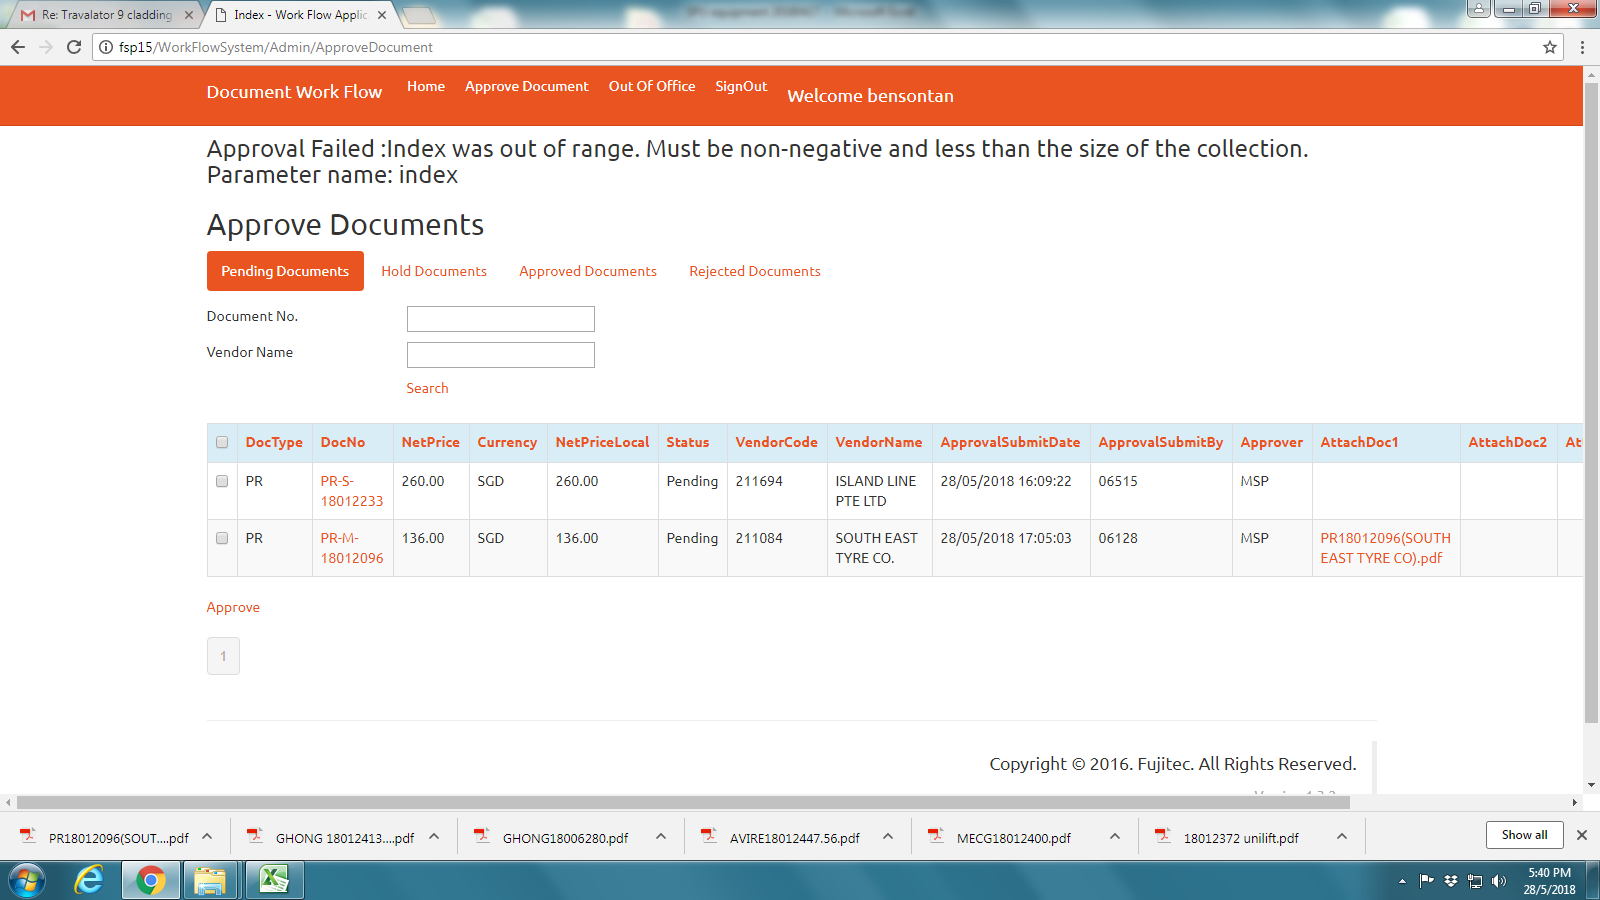 Re: Travalator 9 cladding
Index - Work Flow Applic
fsp15/WorkFlowSystem/Admin/ApproveDocument
Document Work Flow Home Approve Document Out Of Office SignOut Welcome bensontan
Approval Failed :Index was out of range. Must be non-negative and less than the size of the collection.
Parameter name: index
Approve Documents
Pending Documents Hold Documents Approved Documents Rejected Documents
Document No.
Vendor Name
Search
DocType DocNo NetPrice Currency NetPriceLocal Status VendorCode VendorName ApprovalSubmitDate ApprovalSubmitBy Approver AttachDoc1 AttachDoc2 At
PR PR-S- 260.00 SGD 260.00 Pending 211694 ISLAND LINE 28/05/2018 16:09:22 06515 MSP
18012233 PTE LTD
PR PR-M- 136.00 SGD 136.00 Pending 211084 SOUTH EAST 28/05/2018 17:05:03 06128 MSP PR18012096(SOUTH
18012096 TYRE CO. EAST TYRE CO).pdf
Approve
1
Copyright © 2016. Fujitec. All Rights Reserved.
PR18012096(SOUT....pdf GHONG 18012413....pdf GHONG18006280.pdf AVIRE18012447.56.pdf MECG18012400.pdf 18012372 unilift.pdf Show all
5:40 PM
28/5/2018